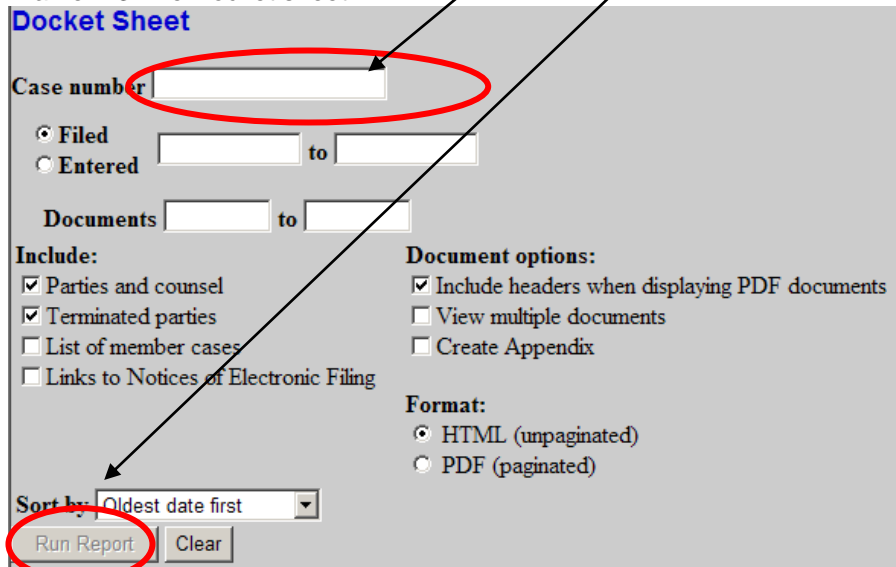 Docket Sheet
Case number
Filed
Entered
to
Documents to
Include:
Parties and counsel
Terminated parties
List of member cases
Links to Notices of Electronic Filing
Document options:
Include headers when displaying PDF documents
View multiple documents
Create Appendix
Format:
HTML (unpaginated)
PDF (paginated)
Sort by Oldest date first
Run Report Clear